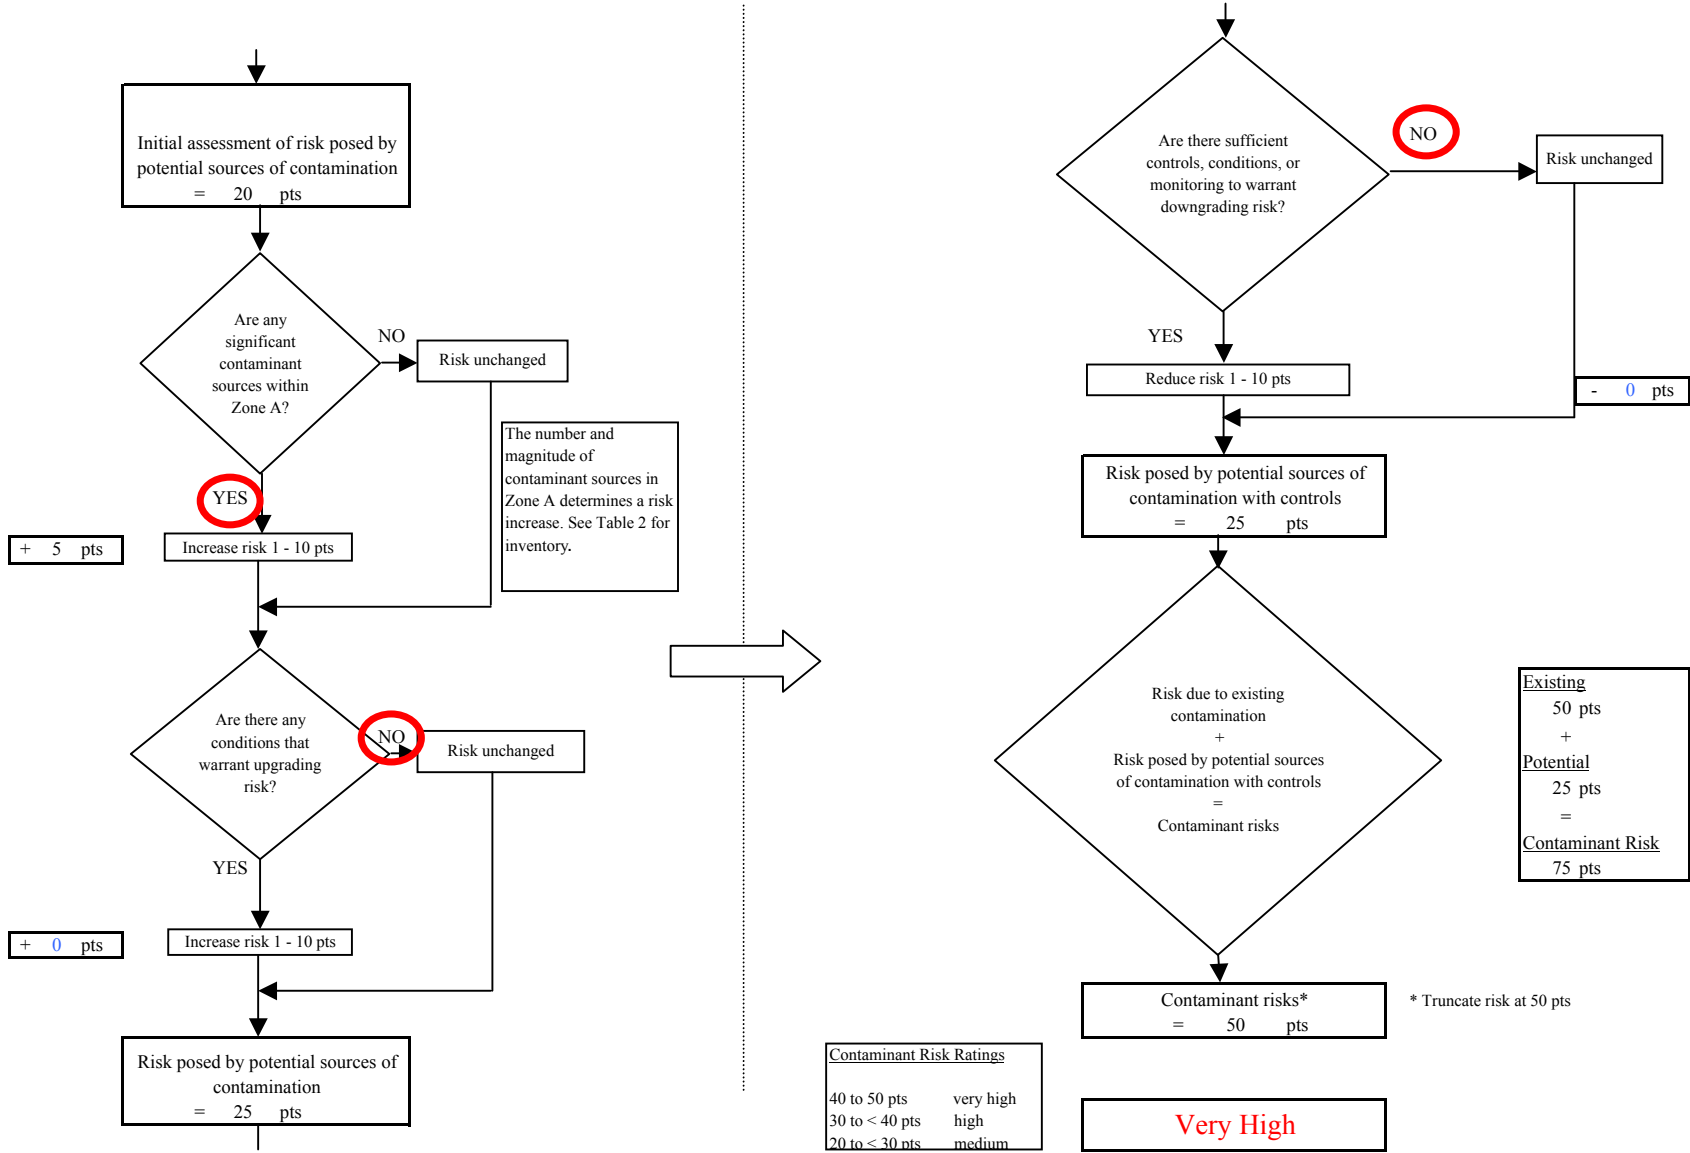 Initial assessment of risk posed by
potential sources of contamination
= 20 pts
Are any
significant
contaminant
sources within
Zone A?
NO
Risk unchanged
The number and
magnitude of
contaminant sources in
Zone A determines a risk
increase. See Table 2 for
inventory.
YES
+ 5 pts
Increase risk 1 - 10 pts
Are there any
conditions that
warrant upgrading
risk?
NO
Risk unchanged
YES
+ 0 pts
Increase risk 1 - 10 pts
Risk posed by potential sources of
contamination
= 25 pts
Are there sufficient
controls, conditions, or
monitoring to warrant
downgrading risk?
NO
Risk unchanged
YES
Reduce risk 1 - 10 pts
- 0 pts
Risk posed by potential sources of
contamination with controls
= 25 pts
Risk due to existing
contamination
+
Risk posed by potential sources
of contamination with controls
=
Contaminant risks
Existing
50 pts
+
Potential
25 pts
=
Contaminant Risk
75 pts
Contaminant risks*
= 50 pts
* Truncate risk at 50 pts
Contaminant Risk Ratings
40 to 50 pts very high
30 to < 40 pts high
20 to < 30 pts medium
Very High